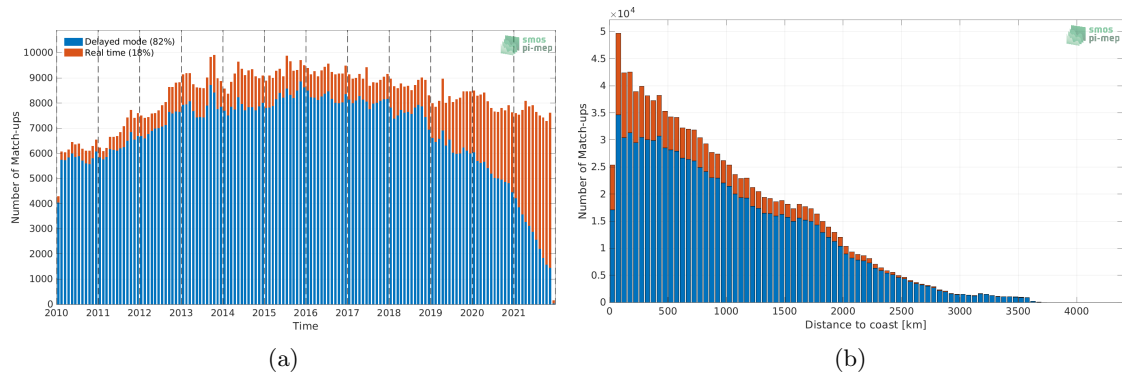 Delayed mode (82%)
Real time (18%)
smos
pi-mep
10000
9000
8000
7000
6000
5000
4000
3000
2000
1000
0
Number of Match-ups
2010 2011 2012 2013 2014 2015 2016 2017 2018 2019 2020 2021
Time
(a)
×10⁴
smos
pi-mep
5
4.5
4
3.5
3
2.5
2
1.5
1
0.5
0
Number of Match-ups
0 500 1000 1500 2000 2500 3000 3500 4000
Distance to coast [km]
(b)